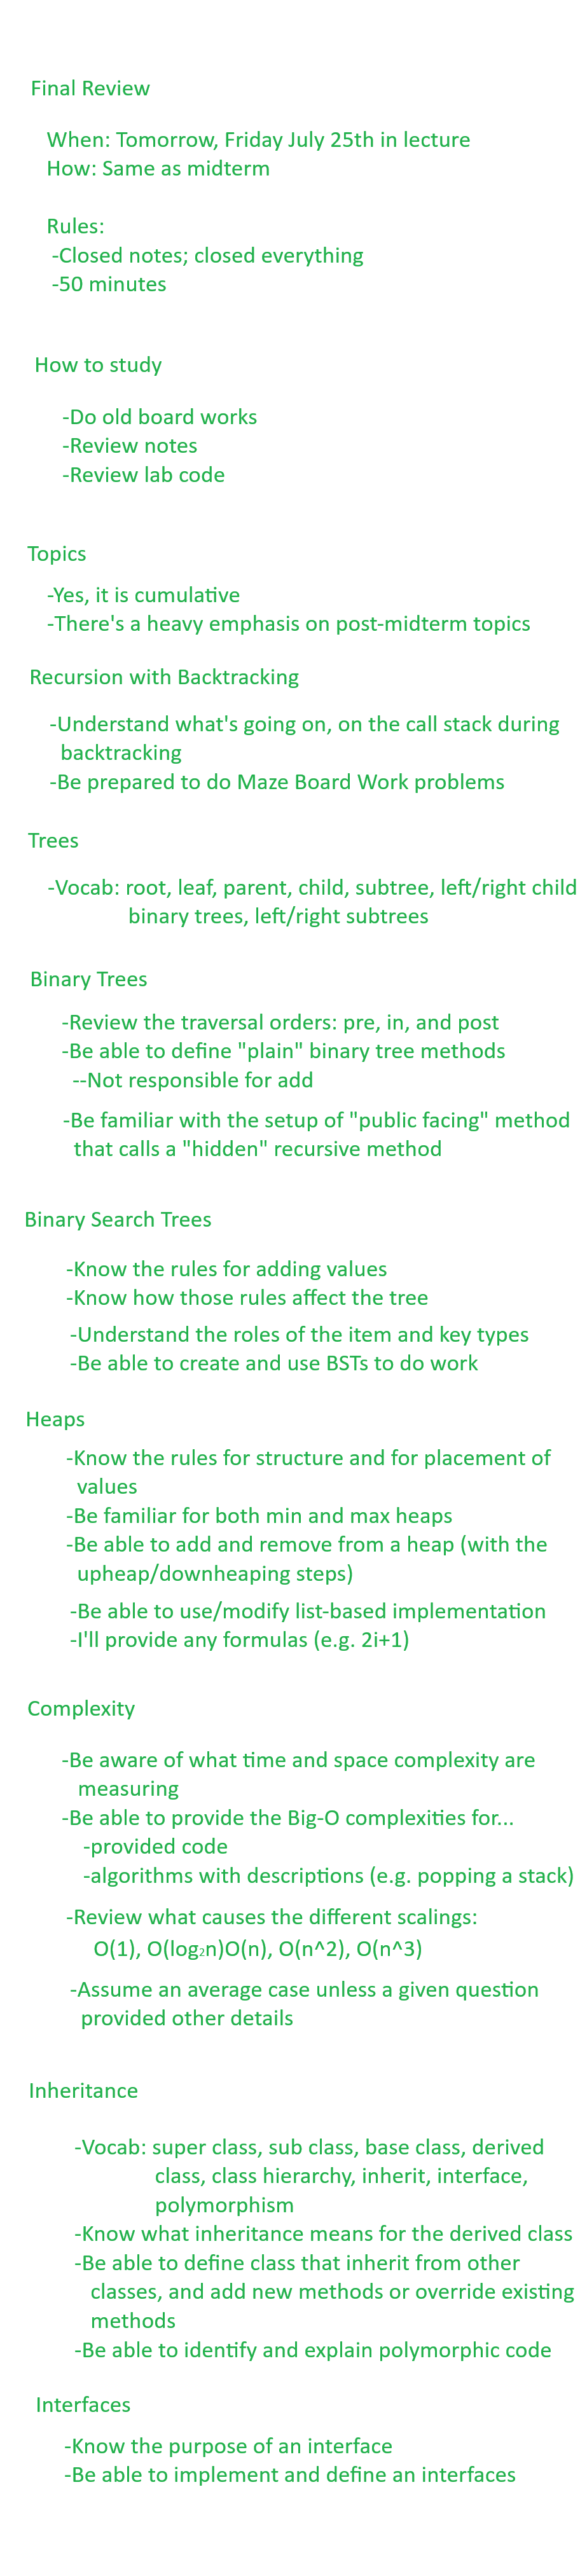 Final Review
When: Tomorrow, Friday July 25th in lecture
How: Same as midterm
Rules:
-Closed notes; closed everything
-50 minutes
How to study
-Do old board works
-Review notes
-Review lab code
Topics
-Yes, it is cumulative
-There's a heavy emphasis on post-midterm topics
Recursion with Backtracking
-Understand what's going on, on the call stack during
backtracking
-Be prepared to do Maze Board Work problems
Trees
-Vocab: root, leaf, parent, child, subtree, left/right child
binary trees, left/right subtrees
Binary Trees
-Review the traversal orders: pre, in, and post
-Be able to define "plain" binary tree methods
--Not responsible for add
-Be familiar with the setup of "public facing" method
that calls a "hidden" recursive method
Binary Search Trees
-Know the rules for adding values
-Know how those rules affect the tree
-Understand the roles of the item and key types
-Be able to create and use BSTs to do work
Heaps
-Know the rules for structure and for placement of
values
-Be familiar for both min and max heaps
-Be able to add and remove from a heap (with the
upheap/downheaping steps)
-Be able to use/modify list-based implementation
-I'll provide any formulas (e.g. 2i+1)
Complexity
-Be aware of what time and space complexity are
measuring
-Be able to provide the Big-O complexities for...
-provided code
-algorithms with descriptions (e.g. popping a stack)
-Review what causes the different scalings:
O(1), O(log₂n)O(n), O(n^2), O(n^3)
-Assume an average case unless a given question
provided other details
Inheritance
-Vocab: super class, sub class, base class, derived
class, class hierarchy, inherit, interface,
polymorphism
-Know what inheritance means for the derived class
-Be able to define class that inherit from other
classes, and add new methods or override existing
methods
-Be able to identify and explain polymorphic code
Interfaces
-Know the purpose of an interface
-Be able to implement and define an interfaces